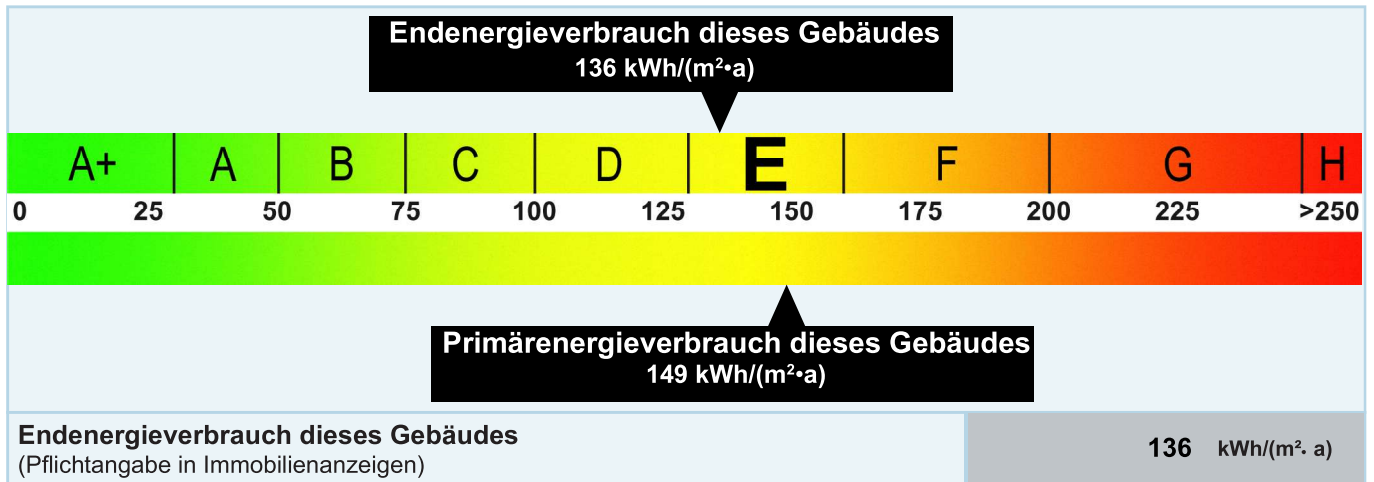 Endenergieverbrauch dieses Gebäudes
136 kWh/(m²•a)
A+ A B C D E F G H
0 25 50 75 100 125 150 175 200 225 >250
Primärenergieverbrauch dieses Gebäudes
149 kWh/(m²•a)
Endenergieverbrauch dieses Gebäudes
(Pflichtangabe in Immobilienanzeigen)
136 kWh/(m²· a)